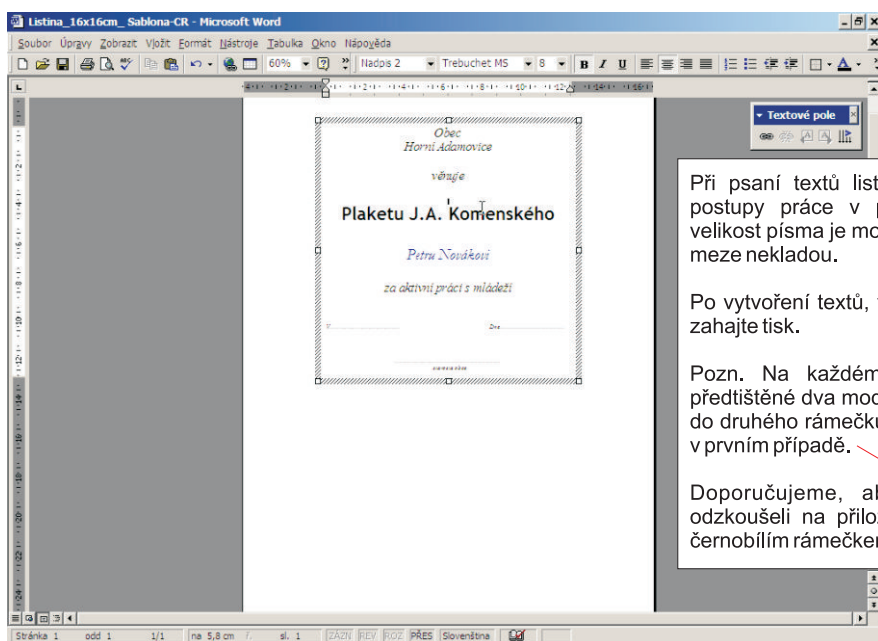 Listina_16x16cm_ Sablona-CR - Microsoft Word
Soubor Úpravy Zobrazit Vložit Formát Nástroje Tabulka Okno Nápověda
60% Nadpis 2 Trebuchet MS 8 B I U
Textové pole
Obec
Horní Adamovice
věnuje
Plaketu J.A. Komenského
Petru Novákovi
za aktivní práci s mládeží
V
Dne
Při psaní textů list
postupy práce v p
velikost písma je mo
meze nekladou.
Po vytvoření textů,
zahajte tisk.
Pozn. Na každém
předtištěné dva mod
do druhého rámečku
v prvním případě.
Doporučujeme, ab
odzkoušeli na přilo
černobílím rámečkem
Stránka 1 odd 1 1/1 na 5,8 cm ř. sl. 1 ZÁZN REV ROZ PŘES Slovenština